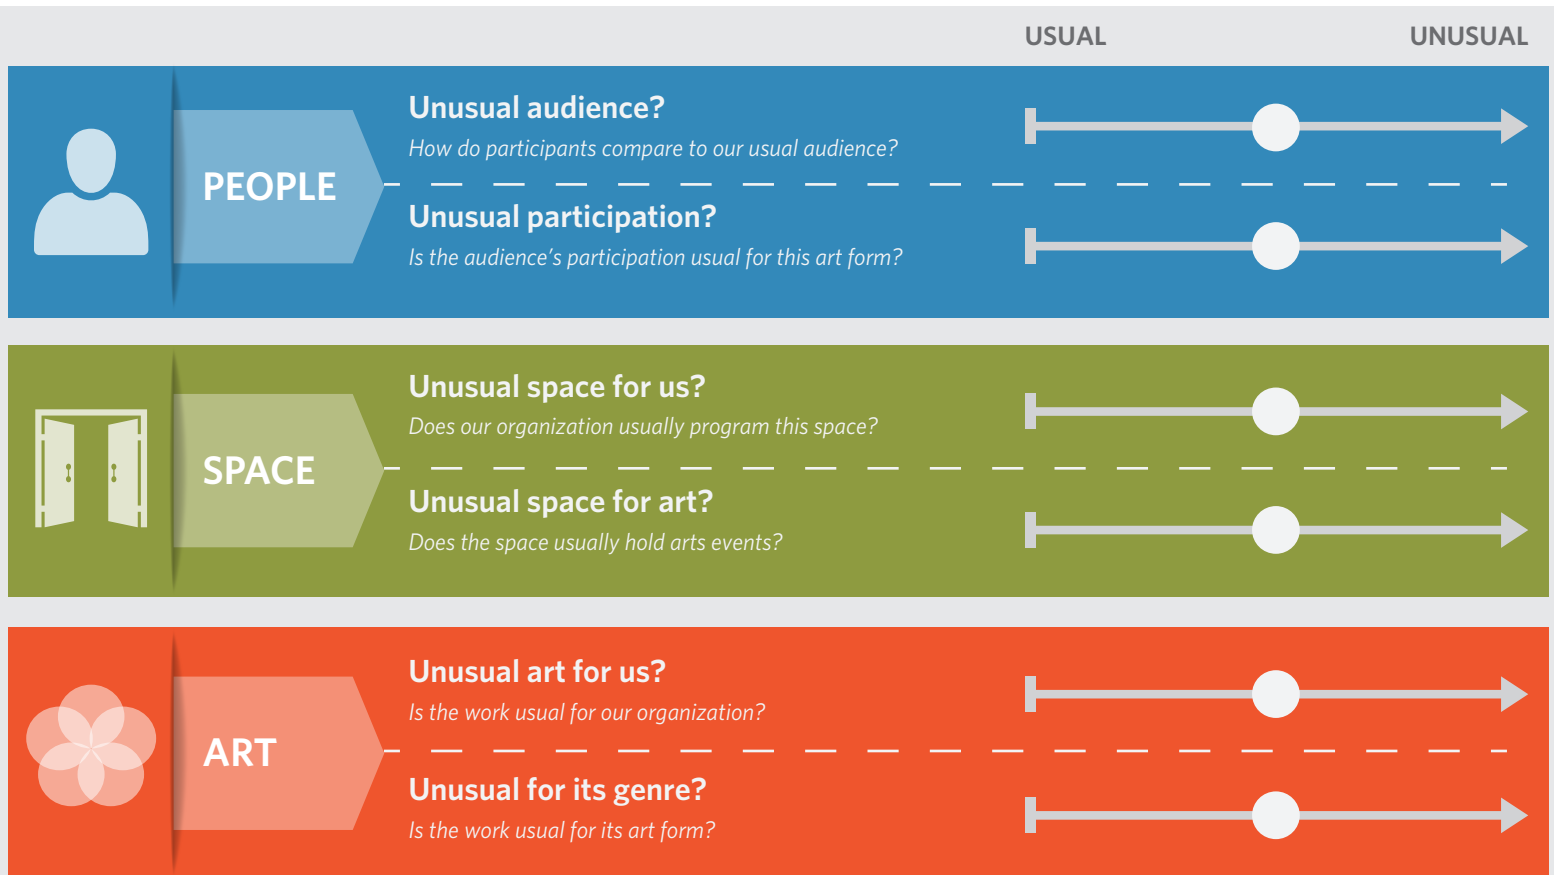 USUAL UNUSUAL
PEOPLE
Unusual audience?
How do participants compare to our usual audience?
Unusual participation?
Is the audience’s participation usual for this art form?
SPACE
Unusual space for us?
Does our organization usually program this space?
Unusual space for art?
Does the space usually hold arts events?
ART
Unusual art for us?
Is the work usual for our organization?
Unusual for its genre?
Is the work usual for its art form?